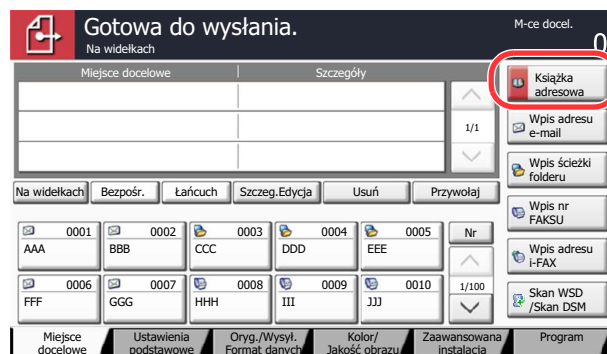 Gotowa do wysłania.
Na widełkach
M-ce docel.
0
Miejsce docelowe
Szczegóły
1/1
Na widełkach
Bezpośr.
Łańcuch
Szczeg.Edycja
Usuń
Przywołaj
0001
AAA
0002
BBB
0003
CCC
0004
DDD
0005
EEE
Nr
0006
FFF
0007
GGG
0008
HHH
0009
III
0010
JJJ
1/100
Książka
adresowa
Wpis adresu
e-mail
Wpis ścieżki
folderu
Wpis nr
FAKSU
Wpis adresu
i-FAX
Skan WSD
/Skan DSM
Miejsce
docelowe
Ustawienia
podstawowe
Oryg./Wysył.
Format danych
Kolor/
Jakość obrazu
Zaawansowana
instalacja
Program